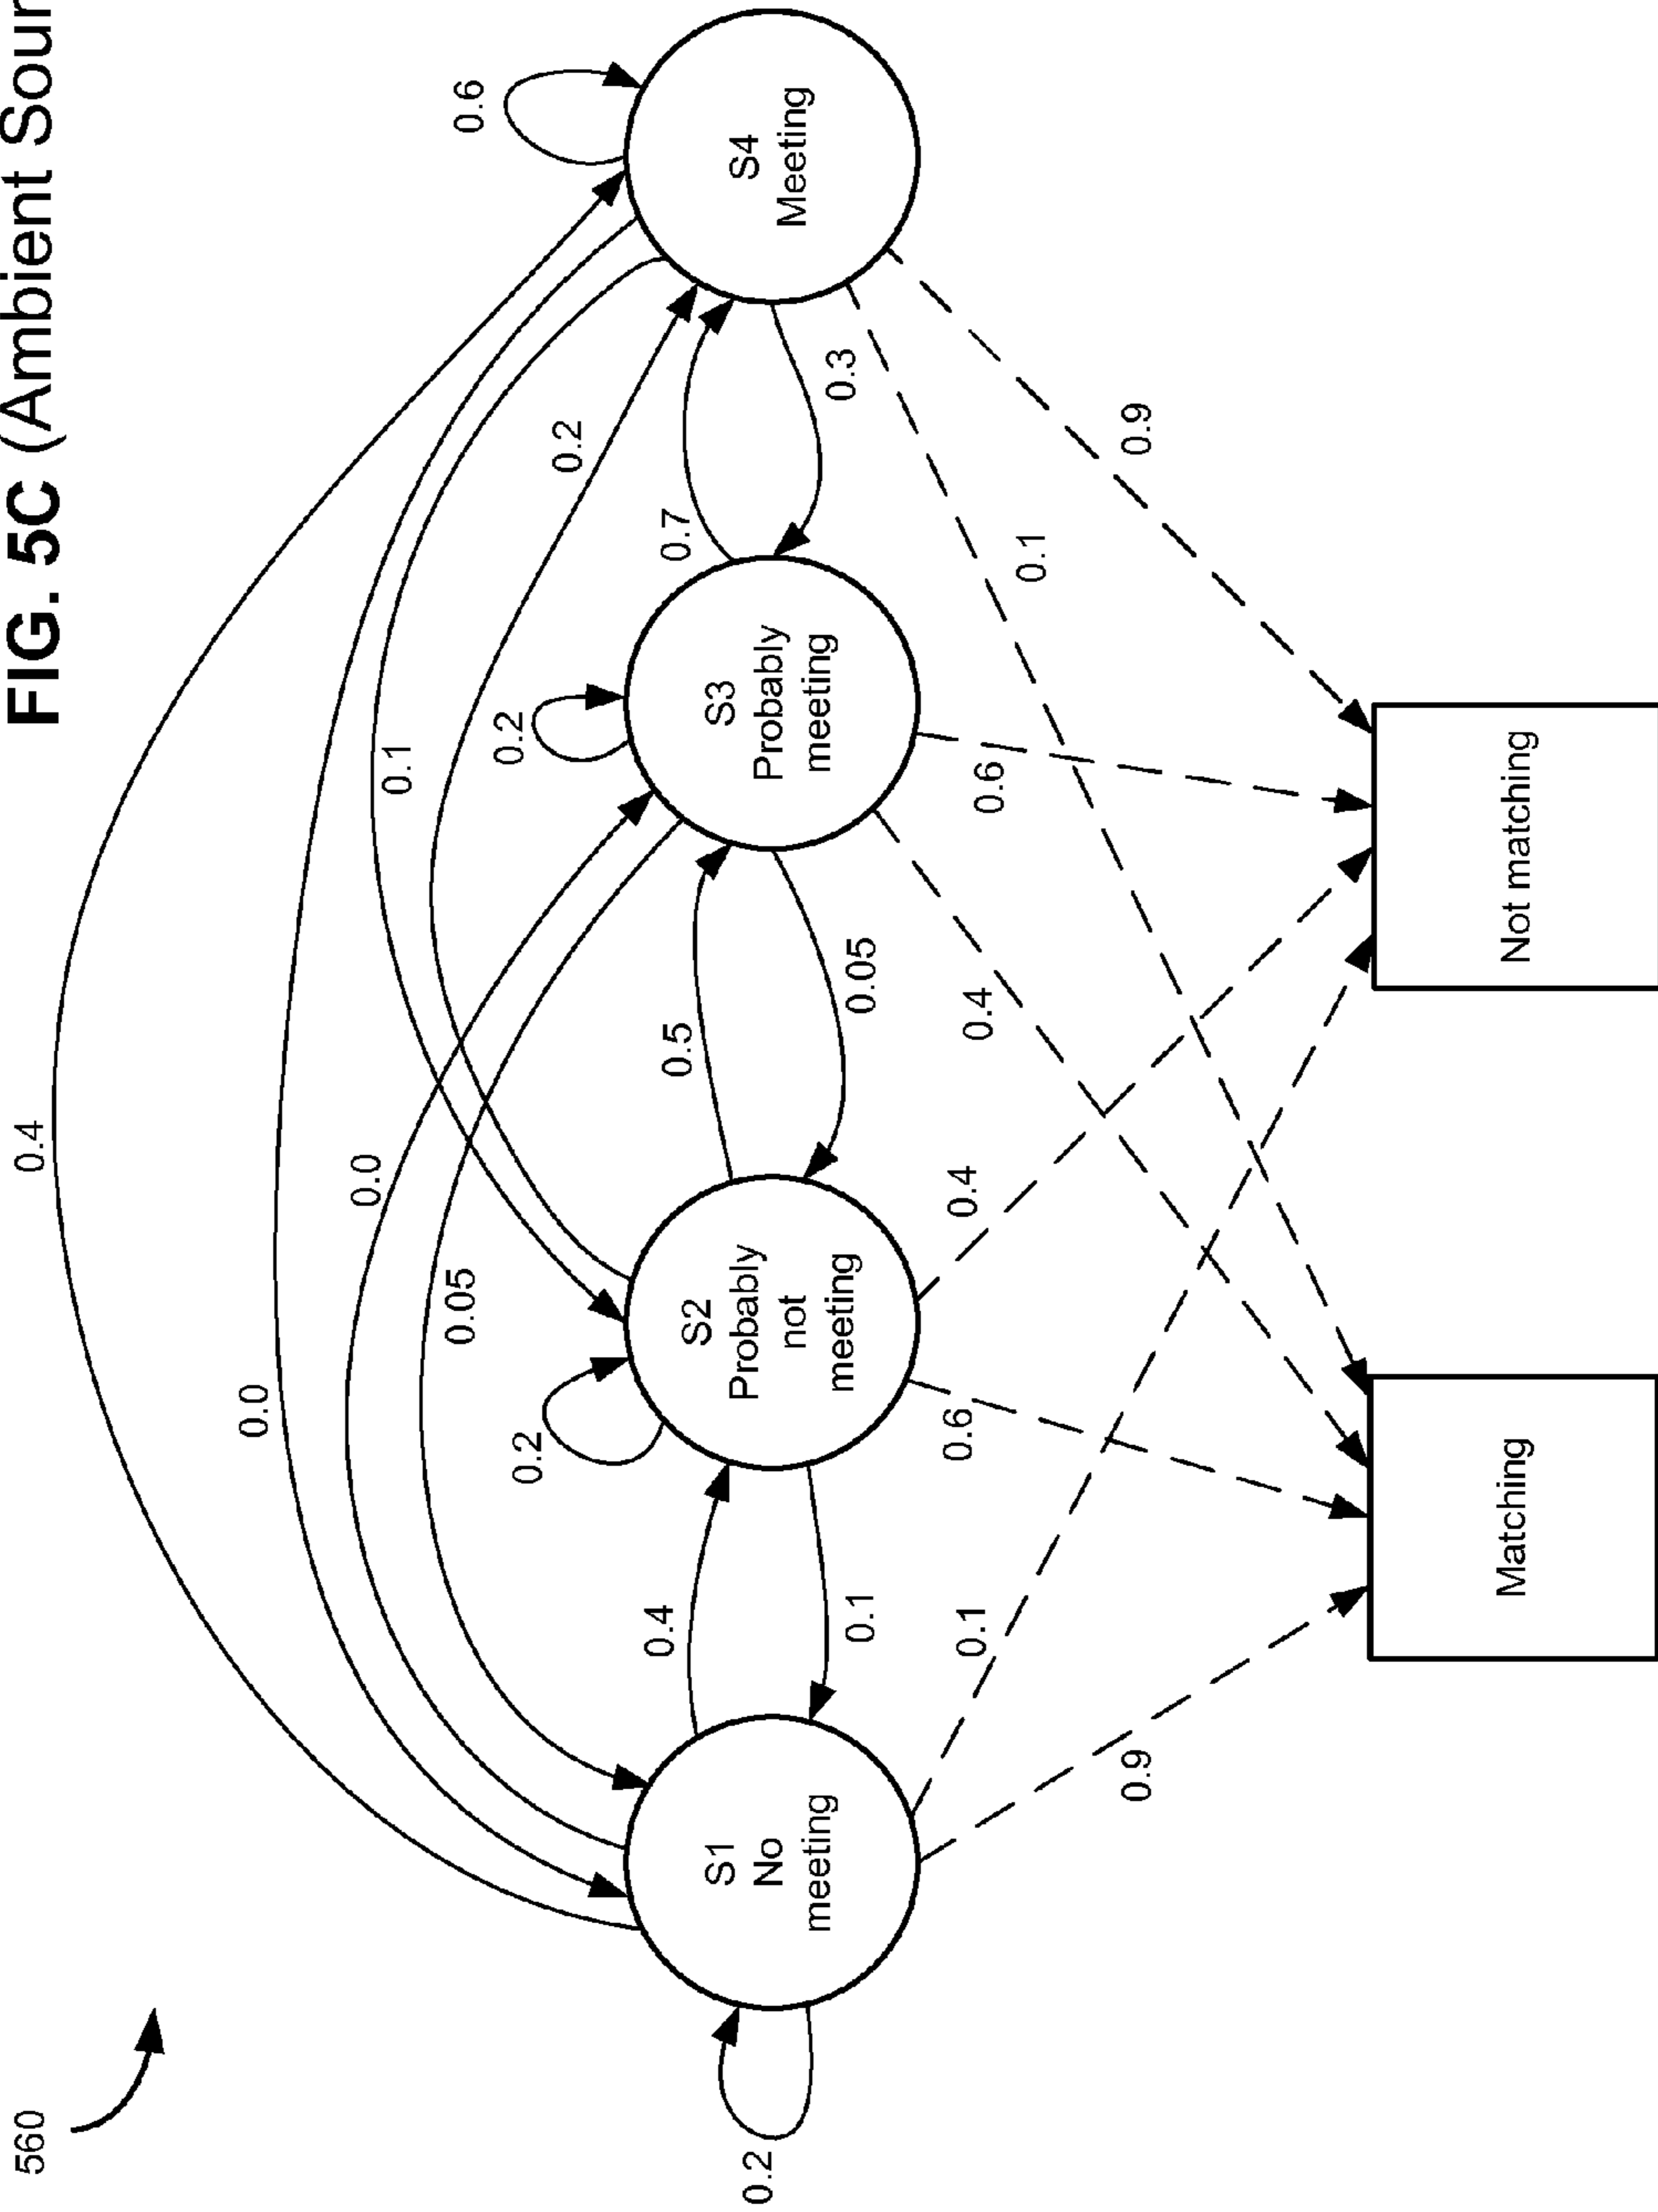 FIG. 5C (Ambient Sour
560
0.4
0.0
0.0
0.1
0.05
0.2
0.6
0.2
0.2
0.2
0.4
0.5
0.7
0.1
0.05
0.3
S1
No
meeting
S2
Probably
not
meeting
S3
Probably
meeting
S4
Meeting
0.9
0.1
0.6
0.4
0.4
0.6
0.1
0.9
Matching
Not matching